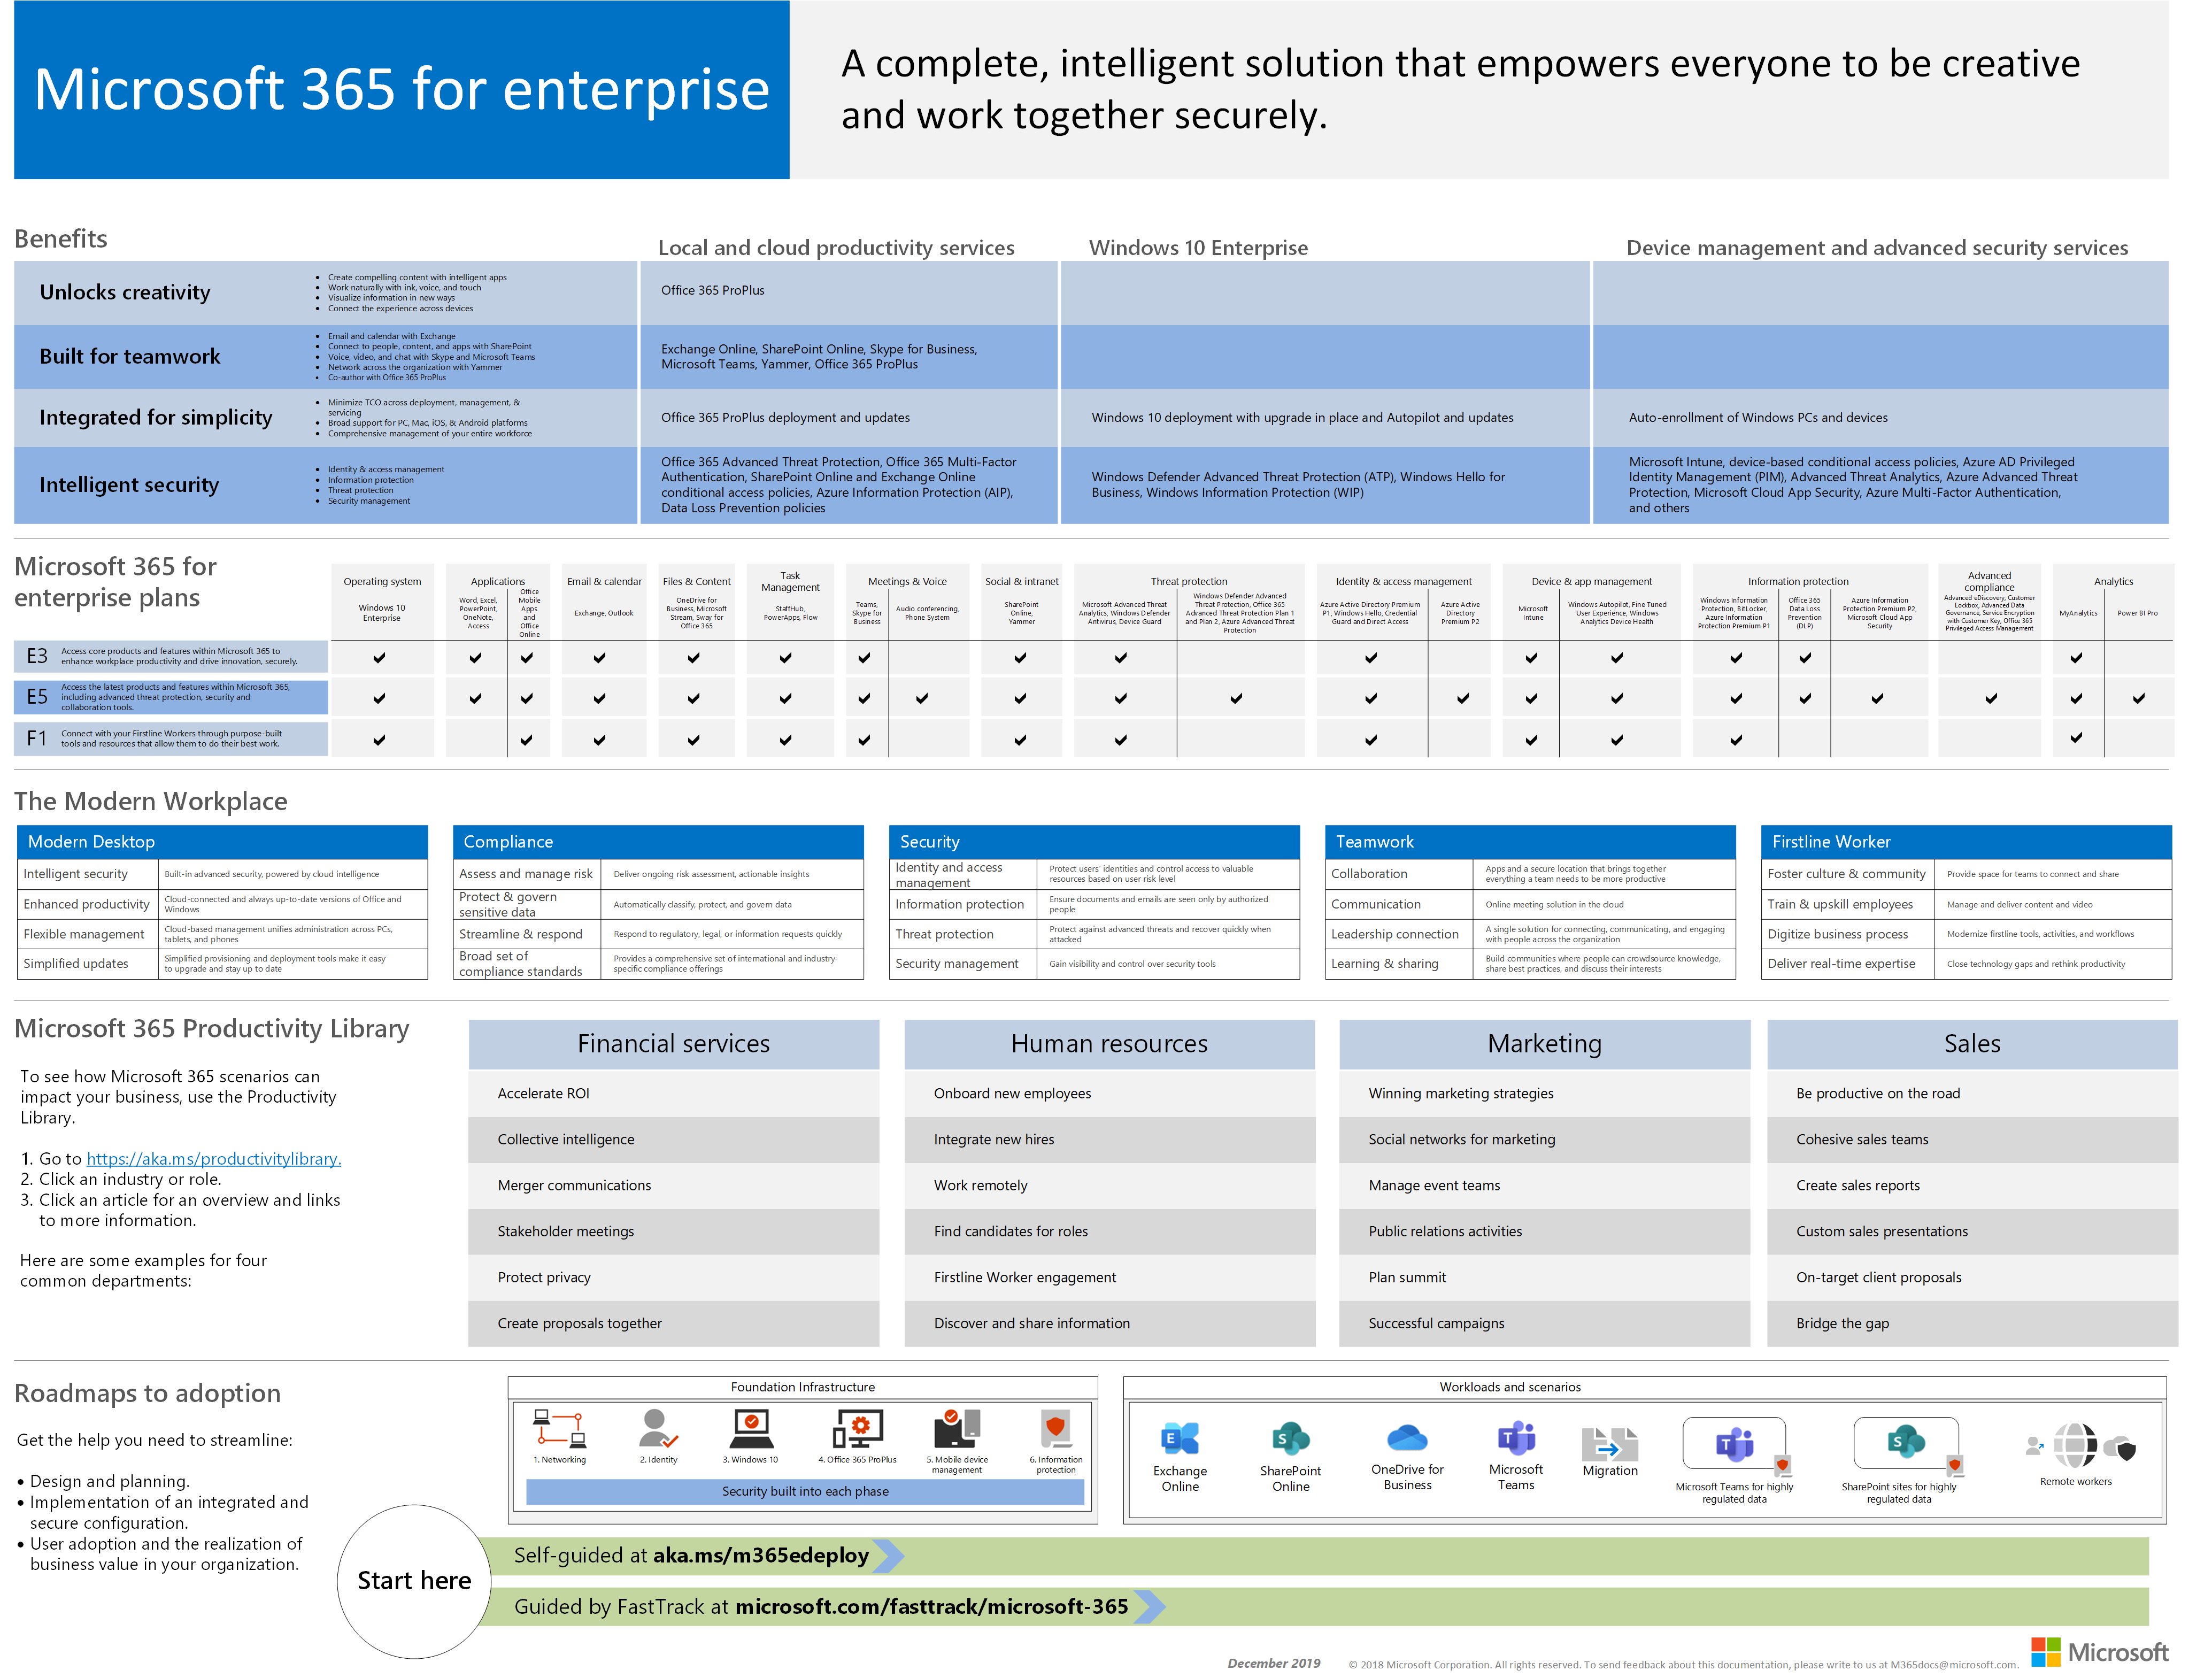 Microsoft 365 for enterprise
A complete, intelligent solution that empowers everyone to be creative
and work together securely.
Benefits
Local and cloud productivity services
Windows 10 Enterprise
Device management and advanced security services
Unlocks creativity
• Create compelling content with intelligent apps
• Work naturally with ink, voice, and touch
• Visualize information in new ways
• Connect the experience across devices
Office 365 ProPlus
Built for teamwork
• Email and calendar with Exchange
• Connect to people, content, and apps with SharePoint
• Voice, video, and chat with Skype and Microsoft Teams
• Network across the organization with Yammer
• Co-author with Office 365 ProPlus
Exchange Online, SharePoint Online, Skype for Business,
Microsoft Teams, Yammer, Office 365 ProPlus
Integrated for simplicity
• Minimize TCO across deployment, management, &
servicing
• Broad support for PC, Mac, iOS, & Android platforms
• Comprehensive management of your entire workforce
Office 365 ProPlus deployment and updates
Windows 10 deployment with upgrade in place and Autopilot and updates
Auto-enrollment of Windows PCs and devices
Intelligent security
• Identity & access management
• Information protection
• Threat protection
• Security management
Office 365 Advanced Threat Protection, Office 365 Multi-Factor
Authentication, SharePoint Online and Exchange Online
conditional access policies, Azure Information Protection (AIP),
Data Loss Prevention policies
Windows Defender Advanced Threat Protection (ATP), Windows Hello for
Business, Windows Information Protection (WIP)
Microsoft Intune, device-based conditional access policies, Azure AD Privileged
Identity Management (PIM), Advanced Threat Analytics, Azure Advanced Threat
Protection, Microsoft Cloud App Security, Azure Multi-Factor Authentication,
and others
Microsoft 365 for
enterprise plans
Operating system
Windows 10
Enterprise
Applications
Word, Excel,
PowerPoint,
OneNote,
Access
Office
Mobile
Apps
and
Office
Online
Email & calendar
Exchange, Outlook
Files & Content
OneDrive for
Business, Microsoft
Stream, Sway for
Office 365
Task
Management
StaffHub,
PowerApps, Flow
Meetings & Voice
Teams,
Skype for
Business
Audio conferencing,
Phone System
Social & intranet
SharePoint
Online,
Yammer
Threat protection
Microsoft Advanced Threat
Analytics, Windows Defender
Antivirus, Device Guard
Windows Defender Advanced
Threat Protection, Office 365
Advanced Threat Protection Plan 1
and Plan 2, Azure Advanced Threat
Protection
Identity & access management
Azure Active Directory Premium
P1, Windows Hello, Credential
Guard and Direct Access
Azure Active
Directory
Premium P2
Device & app management
Microsoft
Intune
Windows Autopilot, Fine Tuned
User Experience, Windows
Analytics Device Health
Information protection
Windows Information
Protection, BitLocker,
Azure Information
Protection Premium P1
Office 365
Data Loss
Prevention
(DLP)
Azure Information
Protection Premium P2,
Microsoft Cloud App
Security
Advanced
compliance
Advanced eDiscovery, Customer
Lockbox, Advanced Data
Governance, Service Encryption
with Customer Key, Office 365
Privileged Access Management
Analytics
MyAnalytics
Power BI Pro
E3
Access core products and features within Microsoft 365 to
enhance workplace productivity and drive innovation, securely.
E5
Access the latest products and features within Microsoft 365,
including advanced threat protection, security and
collaboration tools.
F1
Connect with your Firstline Workers through purpose-built
tools and resources that allow them to do their best work.
The Modern Workplace
Modern Desktop
Intelligent security
Built-in advanced security, powered by cloud intelligence
Enhanced productivity
Cloud-connected and always up-to-date versions of Office and
Windows
Flexible management
Cloud-based management unifies administration across PCs,
tablets, and phones
Simplified updates
Simplified provisioning and deployment tools make it easy
to upgrade and stay up to date
Compliance
Assess and manage risk
Deliver ongoing risk assessment, actionable insights
Protect & govern
sensitive data
Automatically classify, protect, and govern data
Streamline & respond
Respond to regulatory, legal, or information requests quickly
Broad set of
compliance standards
Provides a comprehensive set of international and industry-
specific compliance offerings
Security
Identity and access
management
Protect users' identities and control access to valuable
resources based on user risk level
Information protection
Ensure documents and emails are seen only by authorized
people
Threat protection
Protect against advanced threats and recover quickly when
attacked
Security management
Gain visibility and control over security tools
Teamwork
Collaboration
Apps and a secure location that brings together
everything a team needs to be more productive
Communication
Online meeting solution in the cloud
Leadership connection
A single solution for connecting, communicating, and engaging
with people across the organization
Learning & sharing
Build communities where people can crowdsource knowledge,
share best practices, and discuss their interests
Firstline Worker
Foster culture & community
Provide space for teams to connect and share
Train & upskill employees
Manage and deliver content and video
Digitize business process
Modernize firstline tools, activities, and workflows
Deliver real-time expertise
Close technology gaps and rethink productivity
Microsoft 365 Productivity Library
To see how Microsoft 365 scenarios can
impact your business, use the Productivity
Library.
1. Go to https://aka.ms/productivitylibrary.
2. Click an industry or role.
3. Click an article for an overview and links
to more information.
Here are some examples for four
common departments:
Financial services
Accelerate ROI
Collective intelligence
Merger communications
Stakeholder meetings
Protect privacy
Create proposals together
Human resources
Onboard new employees
Integrate new hires
Work remotely
Find candidates for roles
Firstline Worker engagement
Discover and share information
Marketing
Winning marketing strategies
Social networks for marketing
Manage event teams
Public relations activities
Plan summit
Successful campaigns
Sales
Be productive on the road
Cohesive sales teams
Create sales reports
Custom sales presentations
On-target client proposals
Bridge the gap
Roadmaps to adoption
Get the help you need to streamline:
• Design and planning.
• Implementation of an integrated and
secure configuration.
• User adoption and the realization of
business value in your organization.
Foundation Infrastructure
1. Networking
2. Identity
3. Windows 10
4. Office 365 ProPlus
5. Mobile device
management
6. Information
protection
Security built into each phase
Workloads and scenarios
Exchange
Online
SharePoint
Online
OneDrive for
Business
Microsoft
Teams
Migration
Microsoft Teams for highly
regulated data
SharePoint sites for highly
regulated data
Remote workers
Start here
Self-guided at aka.ms/m365edeploy
Guided by FastTrack at microsoft.com/fasttrack/microsoft-365
December 2019
© 2018 Microsoft Corporation. All rights reserved. To send feedback about this documentation, please write to us at M365docs@microsoft.com.
Microsoft